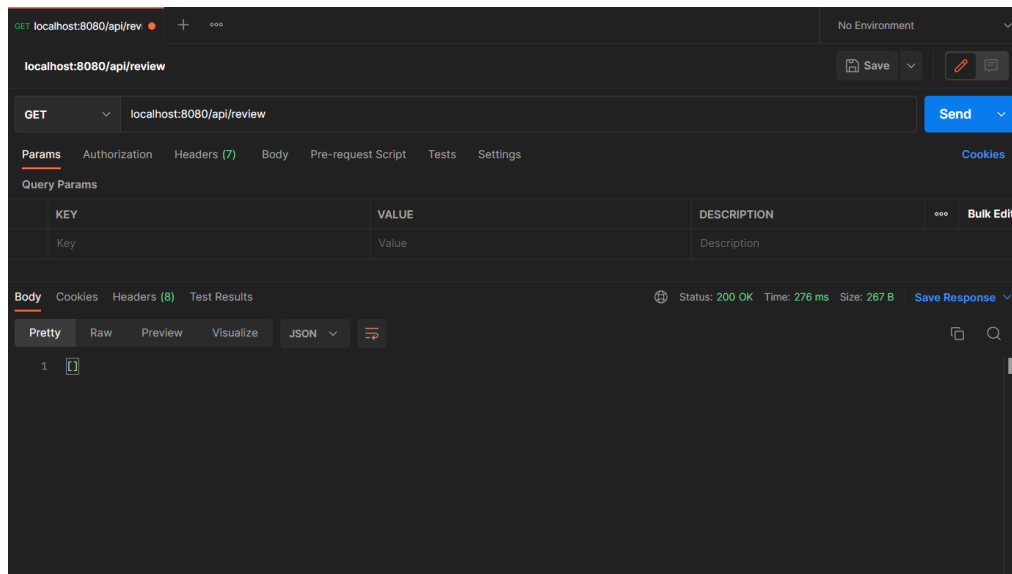 GET localhost:8080/api/rev
No Environment
localhost:8080/api/review
Save
GET localhost:8080/api/review
Send
Params Authorization Headers (7) Body Pre-request Script Tests Settings Cookies
Query Params
KEY VALUE DESCRIPTION Bulk Edit
Key Value Description
Body Cookies Headers (8) Test Results Status: 200 OK Time: 276 ms Size: 267 B Save Response
Pretty Raw Preview Visualize JSON
1 []